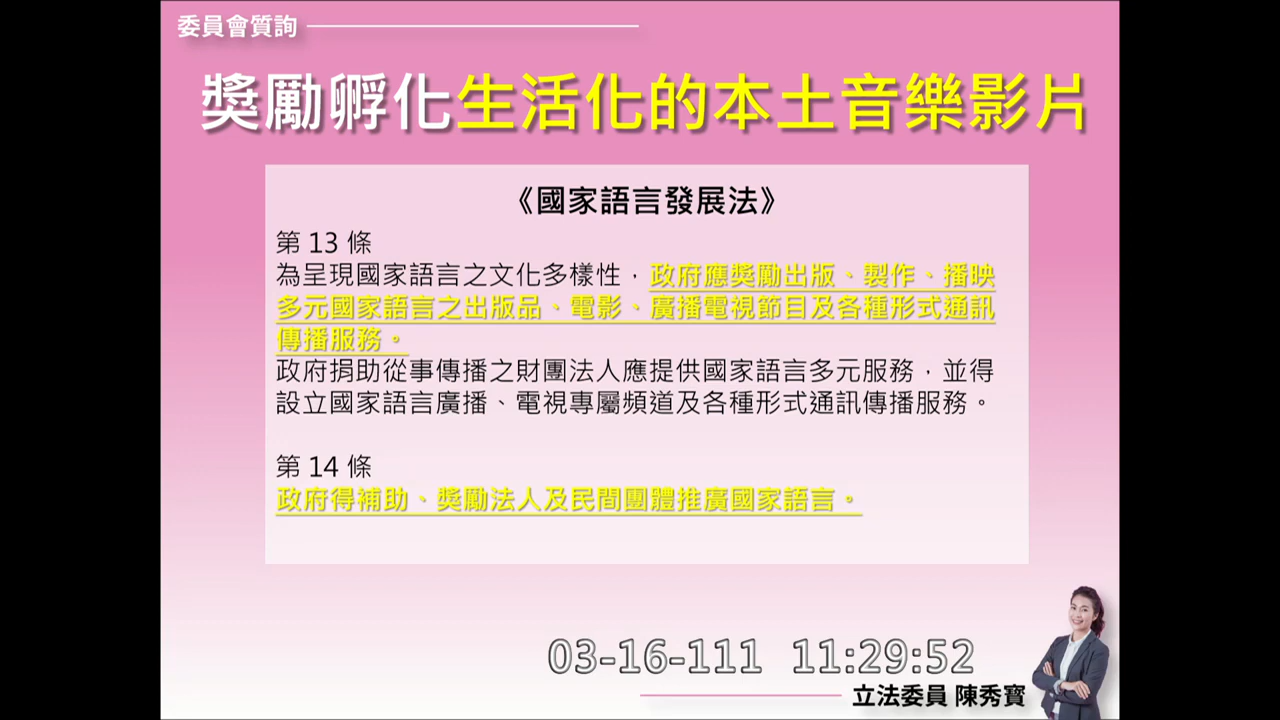 委員會質詢
獎勵孵化生活化的本土音樂影片
《國家語言發展法》
第 13 條
為呈現國家語言之文化多樣性，政府應獎勵出版、製作、播映
多元國家語言之出版品、電影、廣播電視節目及各種形式通訊
傳播服務。
政府捐助從事傳播之財團法人應提供國家語言多元服務，並得
設立國家語言廣播、電視專屬頻道及各種形式通訊傳播服務。
第 14 條
政府得補助、獎勵法人及民間團體推廣國家語言。
03-16-111 11:29:52
立法委員 陳秀寳